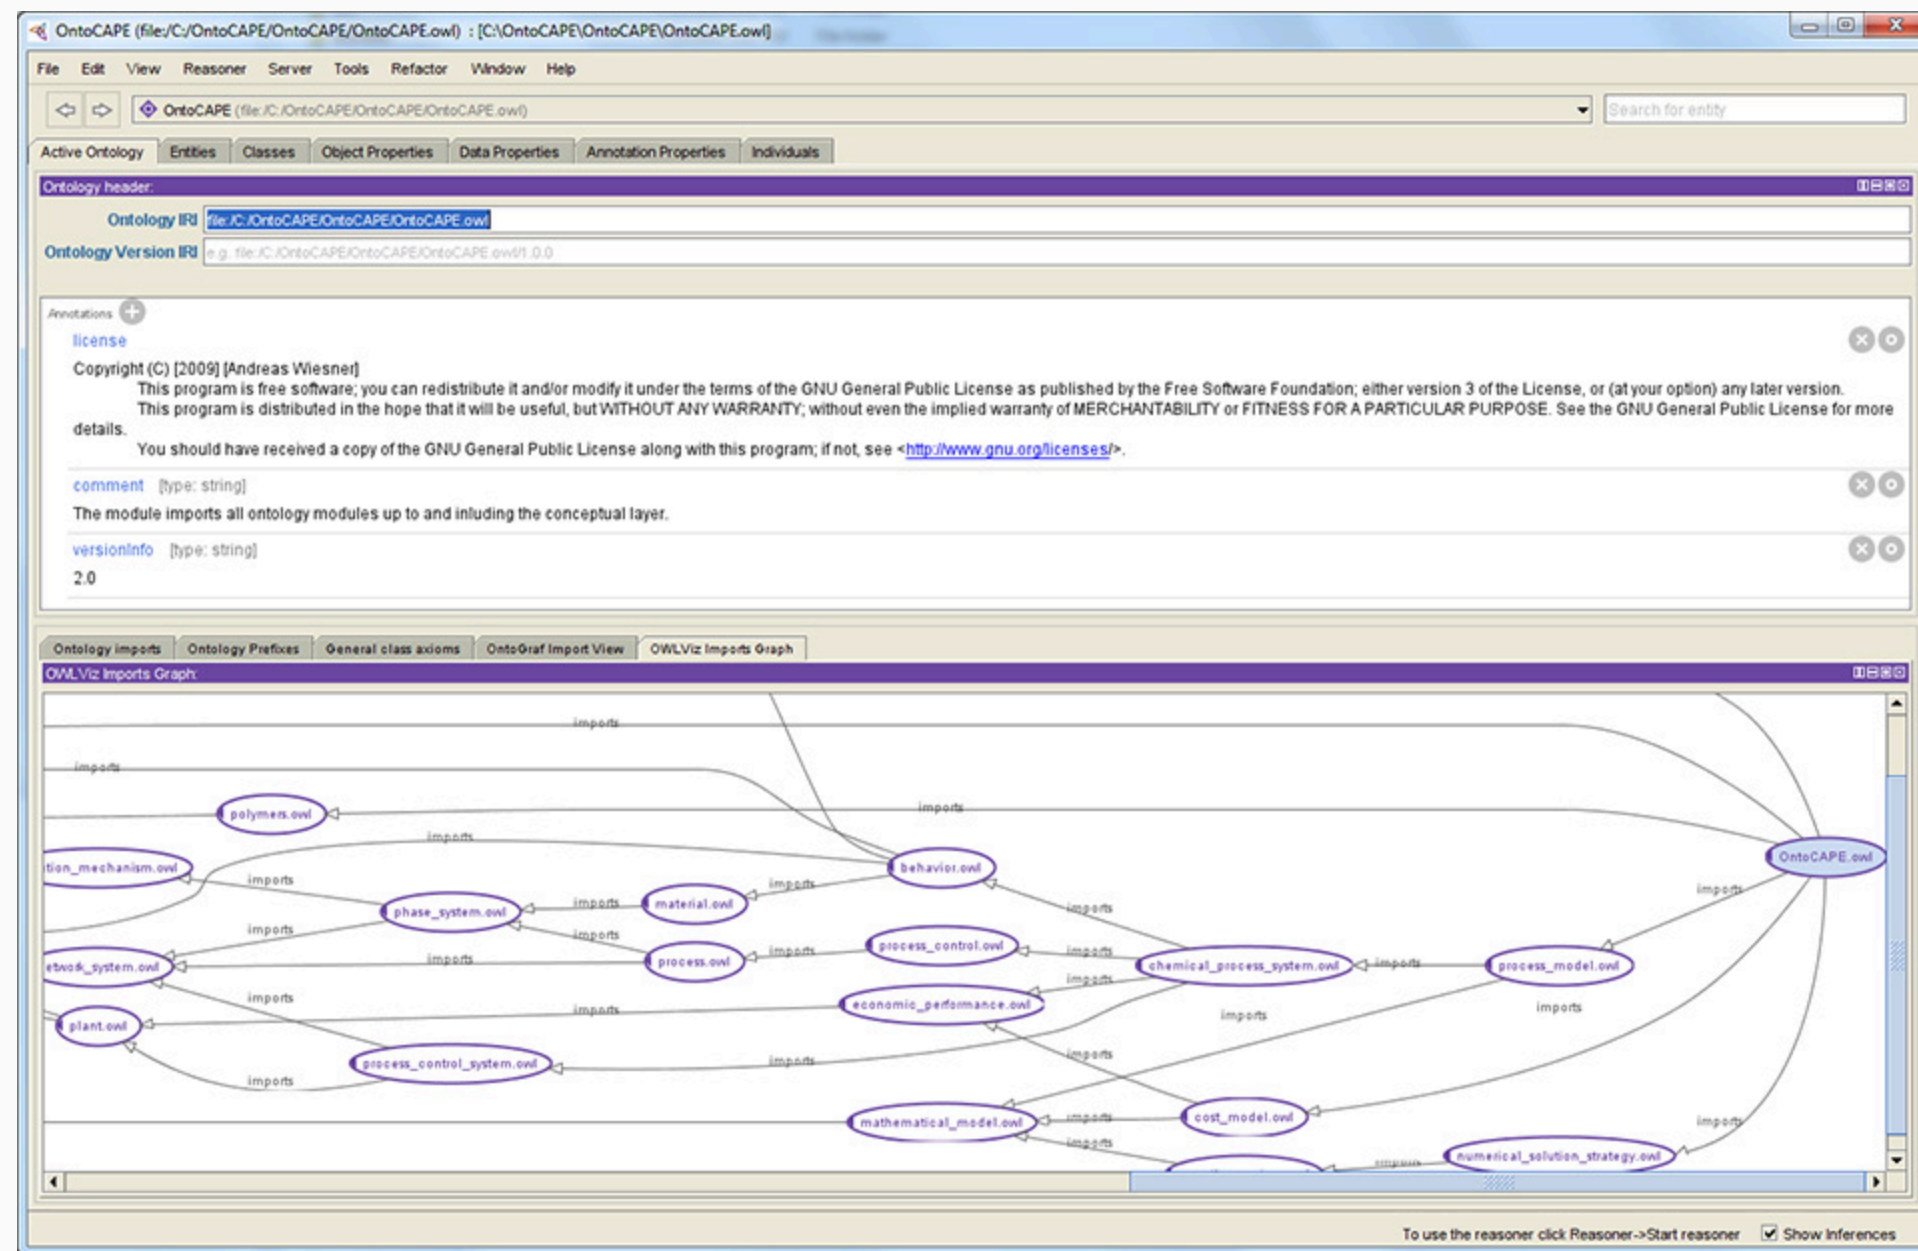 OntoCAPE (file:/C:/OntoCAPE/OntoCAPE/OntoCAPE.owl) : [C:\OntoCAPE\OntoCAPE\OntoCAPE.owl]
File Edit View Reasoner Server Tools Refactor Window Help
OntoCAPE (file:/C:/OntoCAPE/OntoCAPE/OntoCAPE.owl)
Search for entity
Active Ontology Entities Classes Object Properties Data Properties Annotation Properties Individuals
Ontology header:
Ontology IRI file:/C:/OntoCAPE/OntoCAPE/OntoCAPE.owl
Ontology Version IRI e.g. file:/C:/OntoCAPE/OntoCAPE/OntoCAPE.owl/1.0.0
Annotations
license
Copyright (C) [2009] [Andreas Wiesner]
This program is free software; you can redistribute it and/or modify it under the terms of the GNU General Public License as published by the Free Software Foundation; either version 3 of the License, or (at your option) any later version.
This program is distributed in the hope that it will be useful, but WITHOUT ANY WARRANTY; without even the implied warranty of MERCHANTABILITY or FITNESS FOR A PARTICULAR PURPOSE. See the GNU General Public License for more
details.
You should have received a copy of the GNU General Public License along with this program; if not, see <http://www.gnu.org/licenses/>.
comment [type: string]
The module imports all ontology modules up to and inluding the conceptual layer.
versionInfo [type: string]
2.0
Ontology imports Ontology Prefixes General class axioms OntoGraf Import View OWLViz Imports Graph
OWLViz Imports Graph:
imports
imports
imports
polymers.owl
imports
OntoCAPE.owl
tion_mechanism.owl
behavior.owl
imports
imports
imports
material.owl
imports
phase_system.owl
imports
imports
imports
process_control.owl
imports
imports
process.owl
imports
etwork_system.owl
chemical_process_system.owl
imports
process_model.owl
imports
imports
economic_performance.owl
imports
imports
imports
plant.owl
imports
process_control_system.owl
imports
imports
imports
cost_model.owl
imports
mathematical_model.owl
imports
imports
numerical_solution_strategy.owl
imports
To use the reasoner click Reasoner->Start reasoner Show Inferences